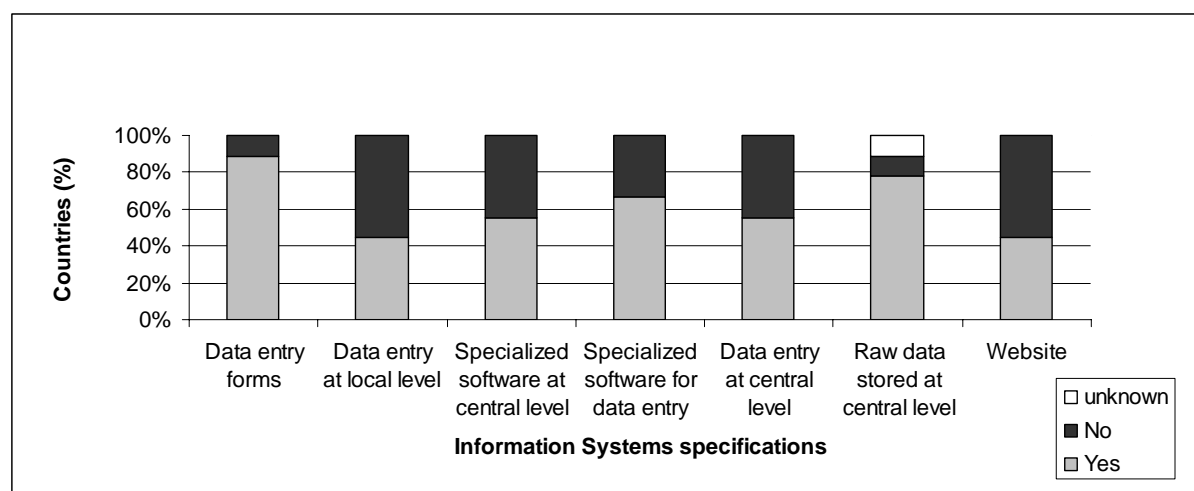 Countries (%)
100%
80%
60%
40%
20%
0%
Data entry
forms
Data entry
at local level
Specialized
software at
central level
Specialized
software for
data entry
Data entry
at central
level
Raw data
stored at
central level
Website
Information Systems specifications
unknown
No
Yes